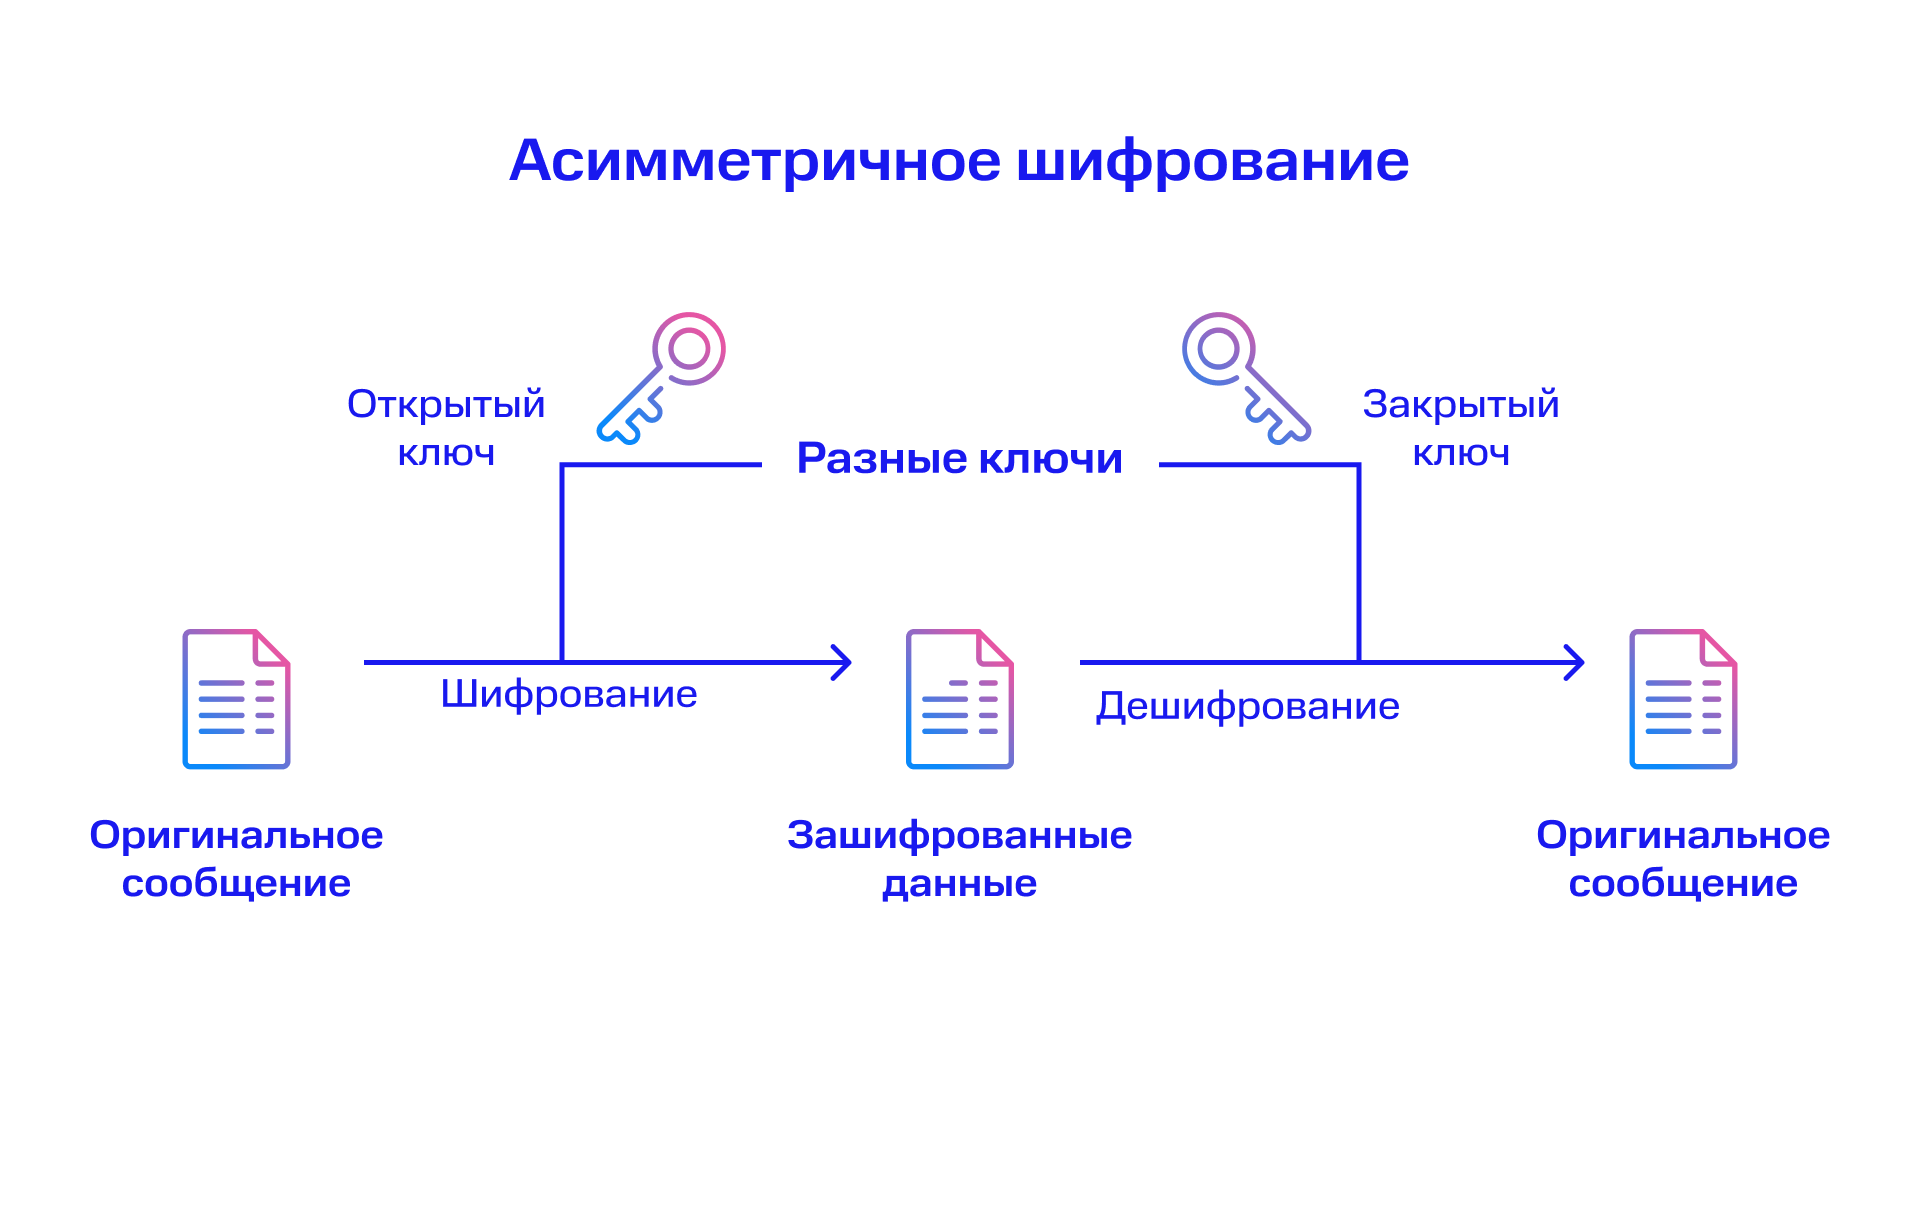 Асимметричное шифрование
Открытый
ключ
Разные ключи
Закрытый
ключ
Шифрование
Дешифрование
Оригинальное
сообщение
Зашифрованные
данные
Оригинальное
сообщение